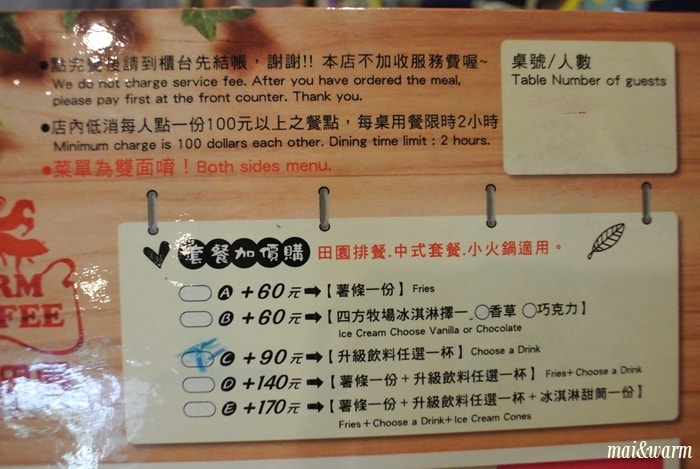 ●點完餐後請到櫃台先結帳，謝謝!! 本店不加收服務費喔~
We do not charge service fee. After you have ordered the meal,
please pay first at the front counter. Thank you.
●店內低消每人點一份100元以上之餐點，每桌用餐限時2小時
Minimum charge is 100 dollars each other. Dining time limit : 2 hours.
●菜單為雙面唷！Both sides menu.
桌號/人數
Table Number of guests
套餐加價購 田園排餐.中式套餐.小火鍋適用。
A +60元➡【薯條一份】Fries
B +60元➡【四方牧場冰淇淋擇一 ○香草 ○巧克力】
Ice Cream Choose Vanilla or Chocolate
C +90元➡【升級飲料任選一杯】Choose a Drink
D +140元➡【薯條一份+升級飲料任選一杯】Fries+Choose a Drink
E +170元➡【薯條一份+升級飲料任選一杯+冰淇淋甜筒一份】
Fries+Choose a Drink+Ice Cream Cones
mai&warm